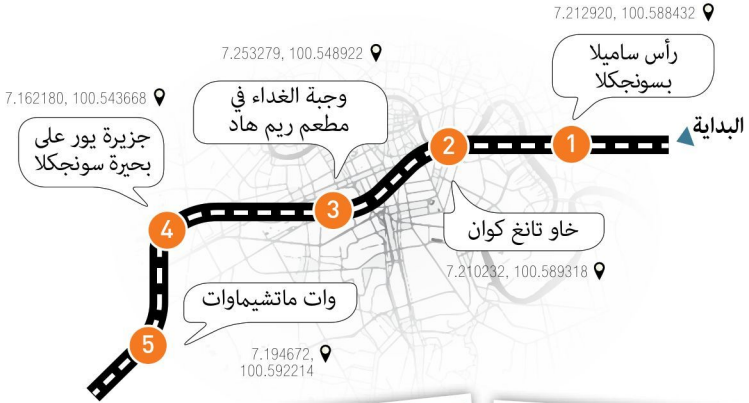 البداية
7.212920, 100.588432
رأس ساميلا
بسونجكلا
1
2
خاو تانغ كوان
7.210232, 100.589318
7.253279, 100.548922
وجبة الغداء في
مطعم ريم هاد
3
7.162180, 100.543668
جزيرة يور على
بحيرة سونجكلا
4
وات ماتشيماوات
7.194672,
100.592214
5